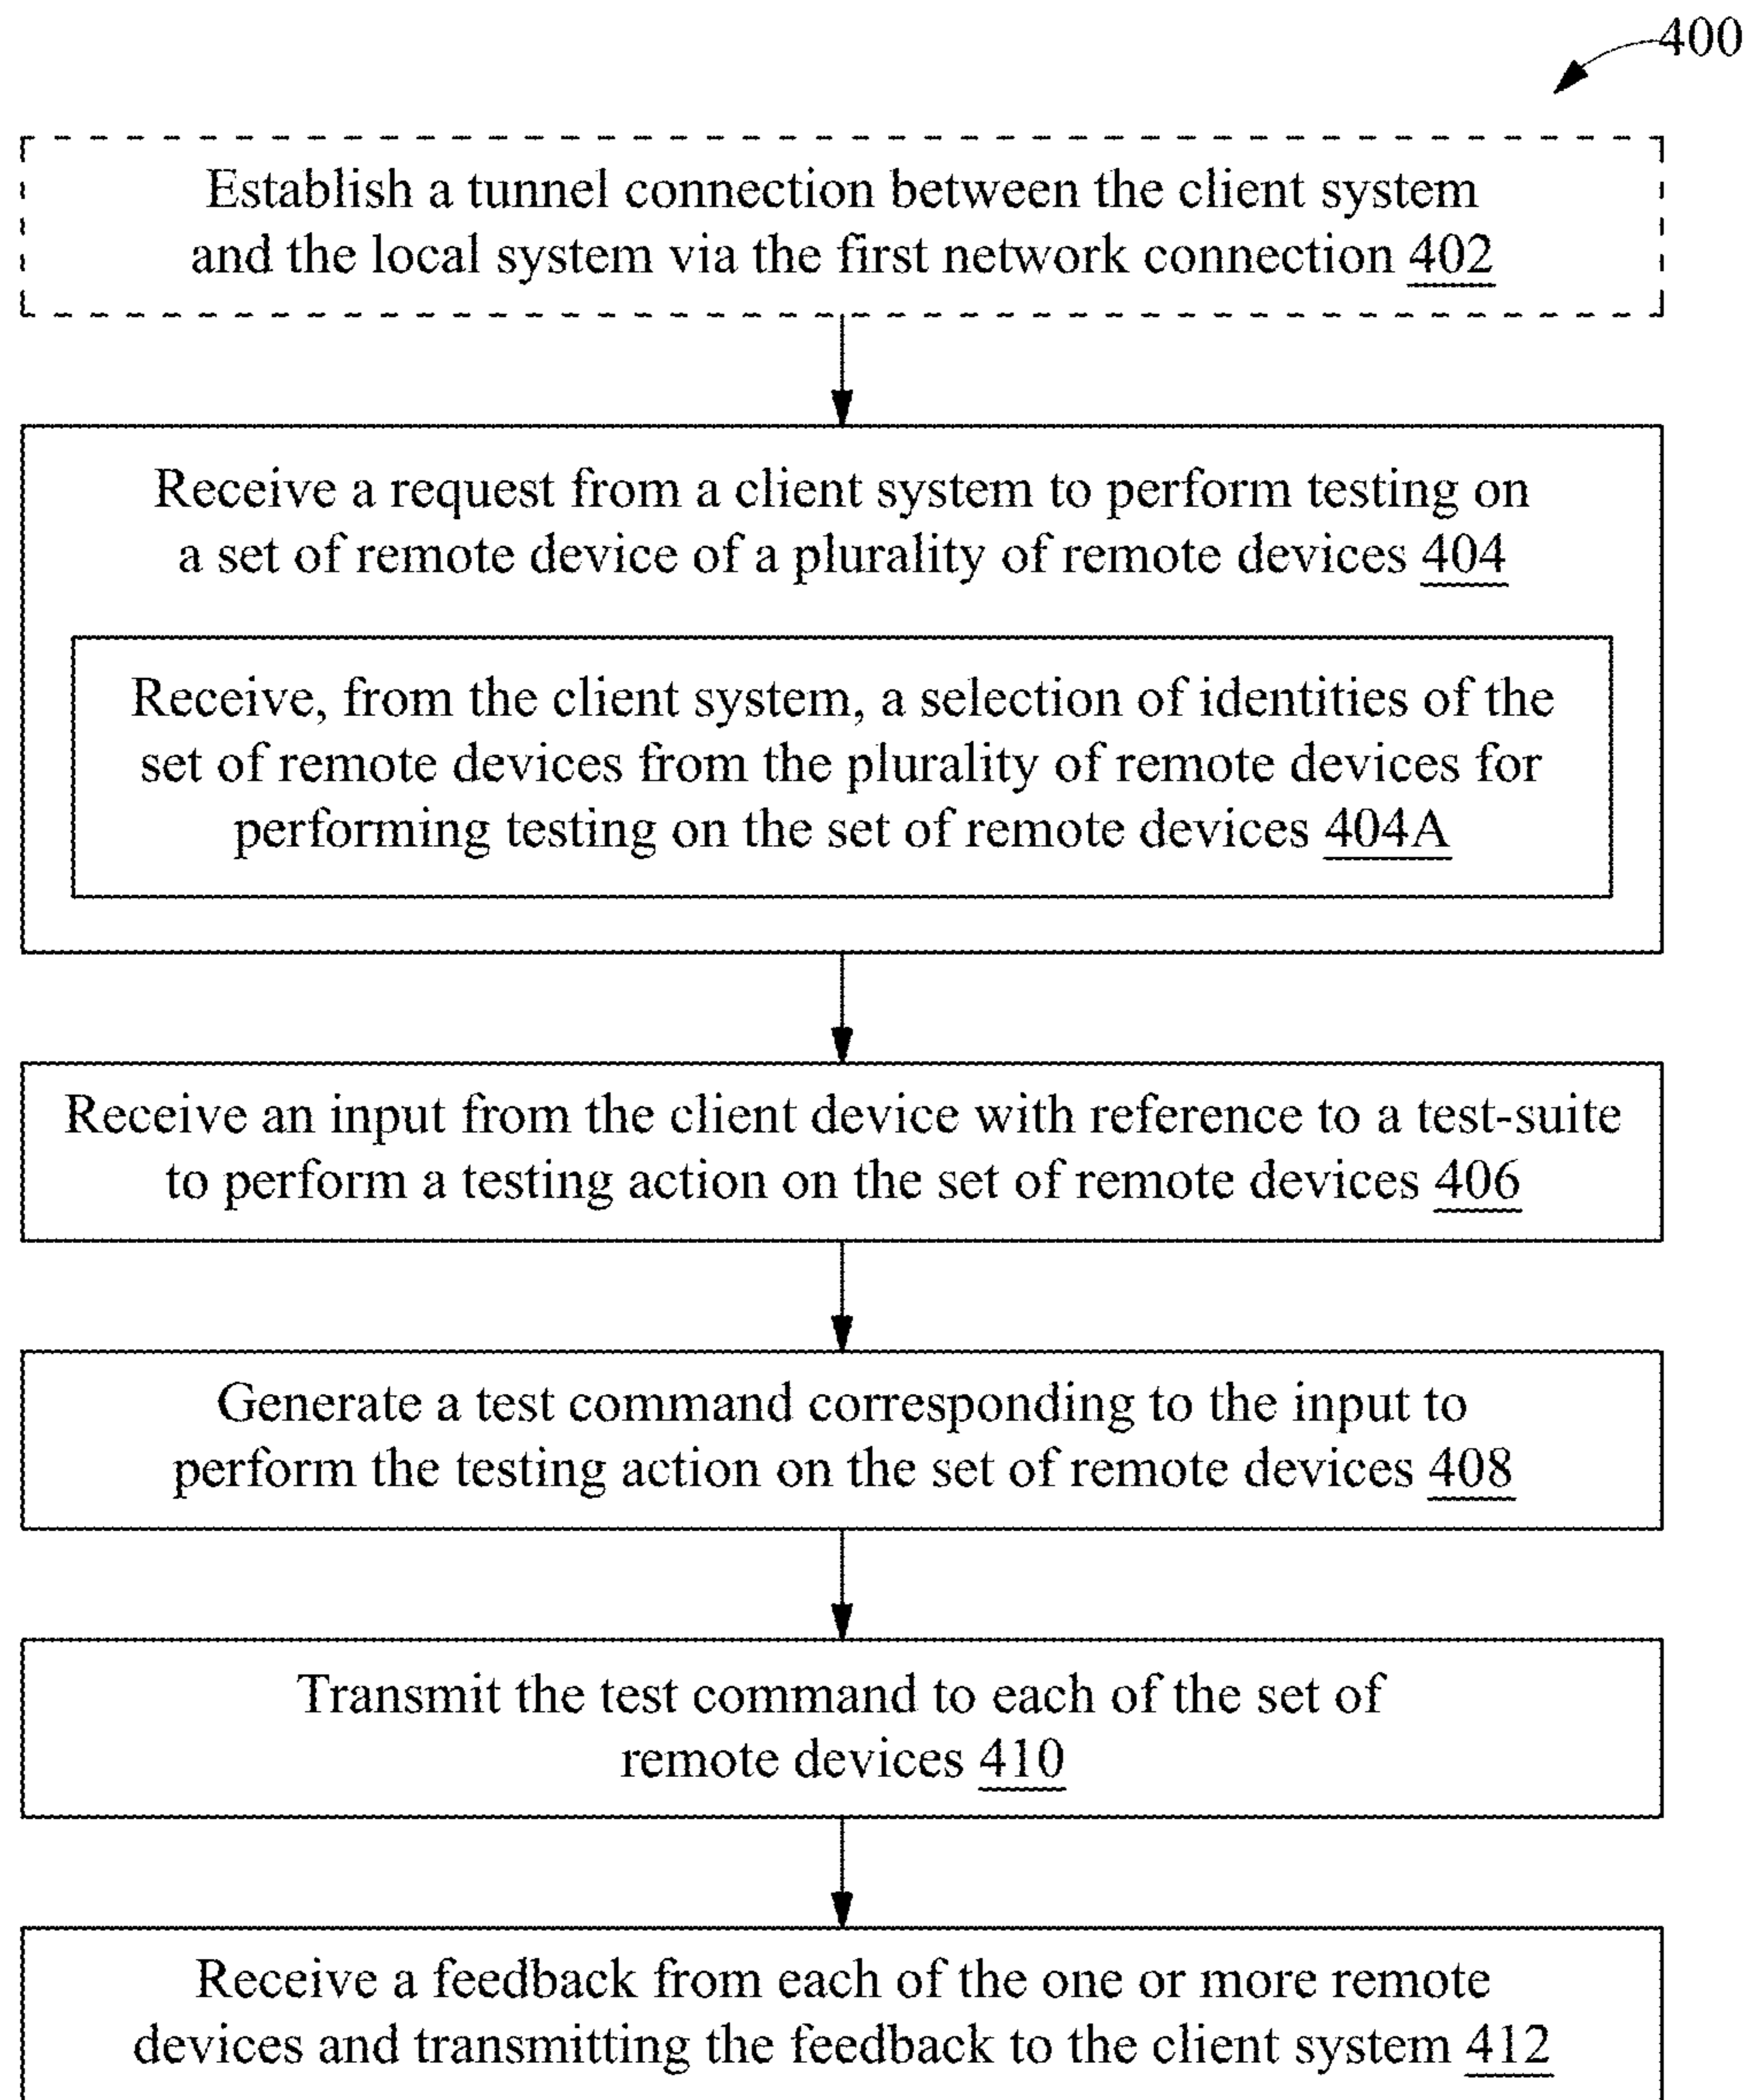 400
Establish a tunnel connection between the client system
and the local system via the first network connection 402
Receive a request from a client system to perform testing on
a set of remote device of a plurality of remote devices 404
Receive, from the client system, a selection of identities of the
set of remote devices from the plurality of remote devices for
performing testing on the set of remote devices 404A
Receive an input from the client device with reference to a test-suite
to perform a testing action on the set of remote devices 406
Generate a test command corresponding to the input to
perform the testing action on the set of remote devices 408
Transmit the test command to each of the set of
remote devices 410
Receive a feedback from each of the one or more remote
devices and transmitting the feedback to the client system 412